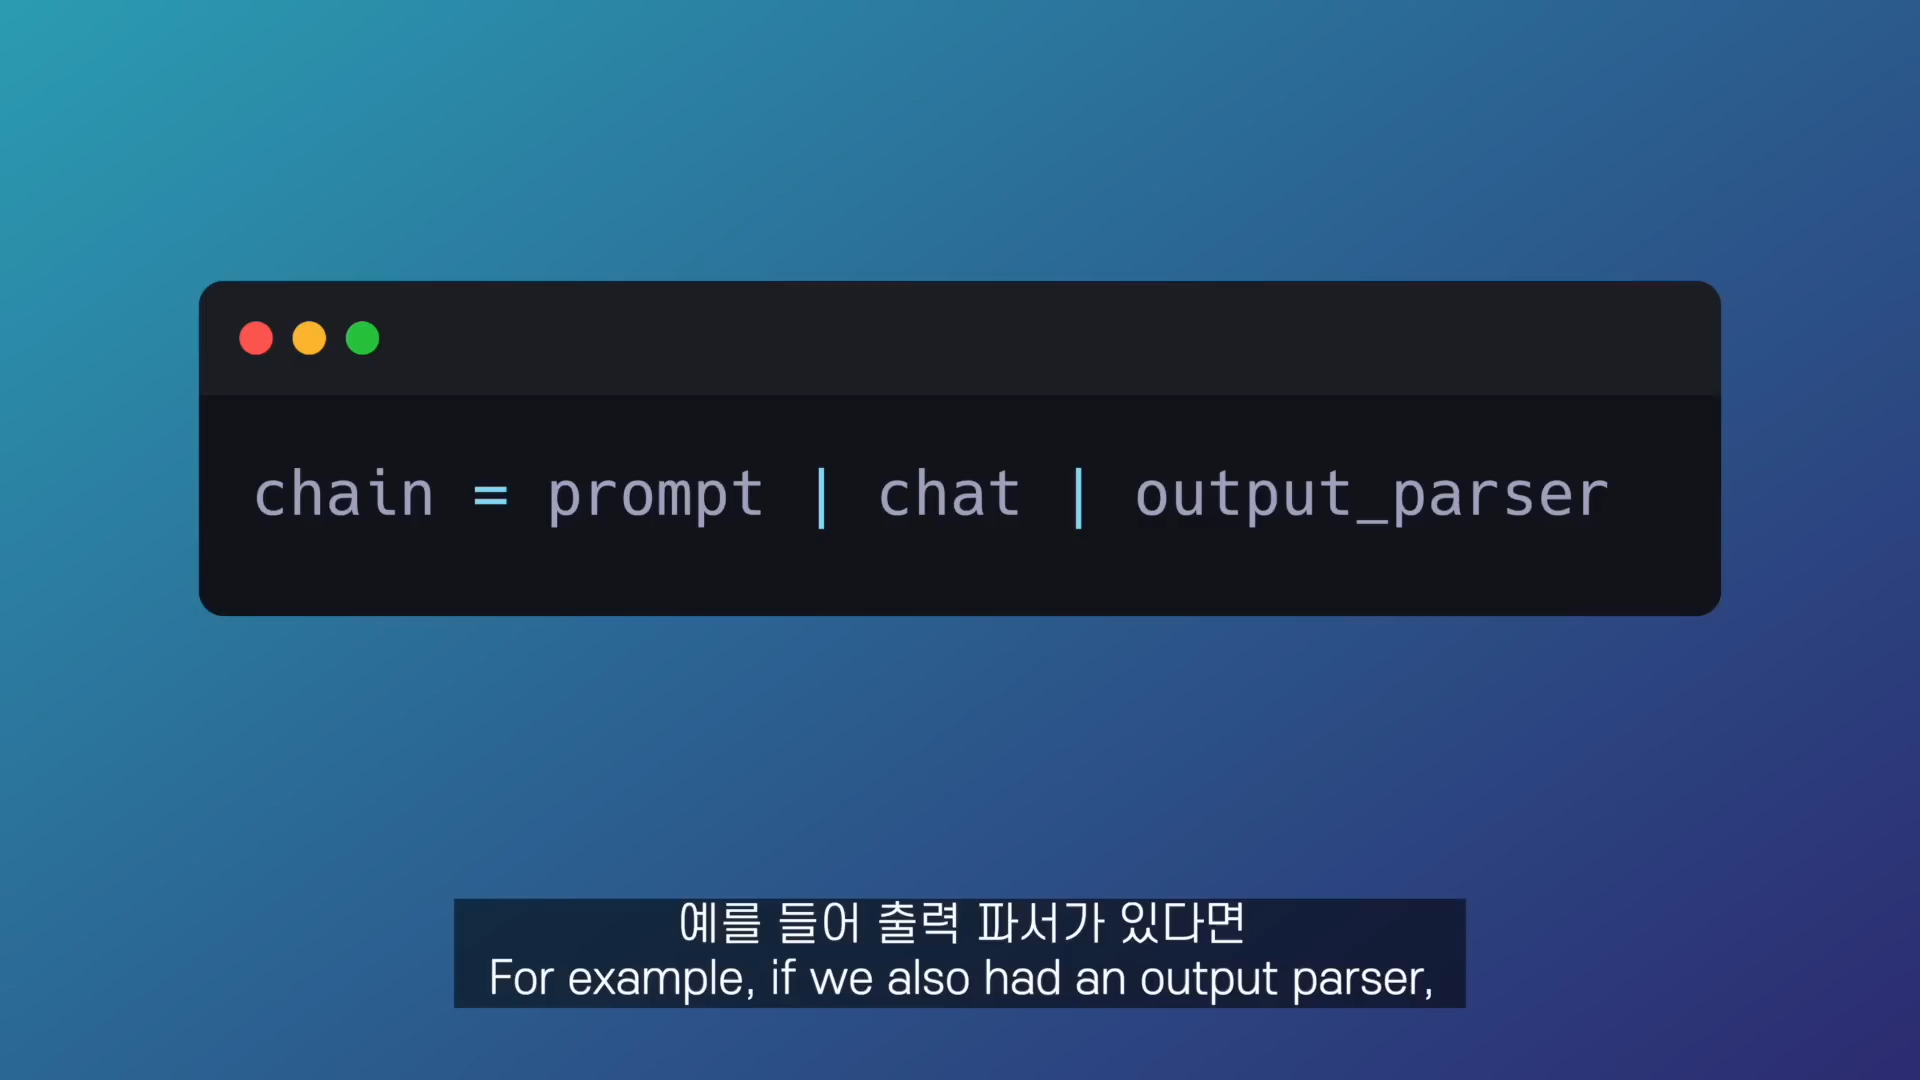 chain = prompt | chat | output_parser
예를 들어 출력 파서가 있다면
For example, if we also had an output parser,